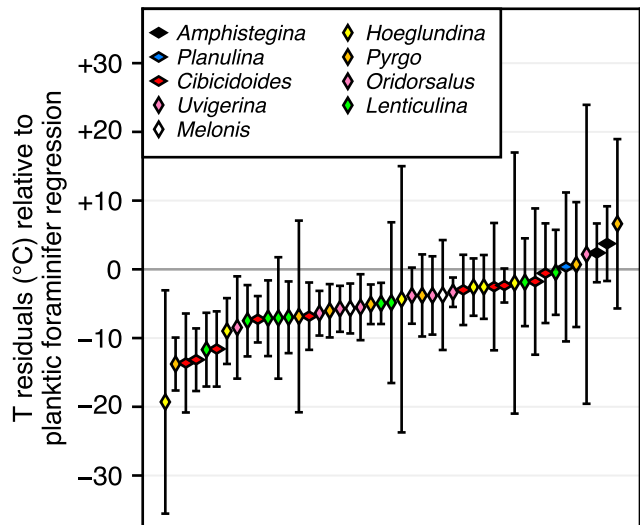 T residuals (°C) relative to
planktic foraminifer regression
+30
+20
+10
0
−10
−20
−30
Amphistegina
Planulina
Cibicidoides
Uvigerina
Melonis
Hoeglundina
Pyrgo
Oridorsalus
Lenticulina